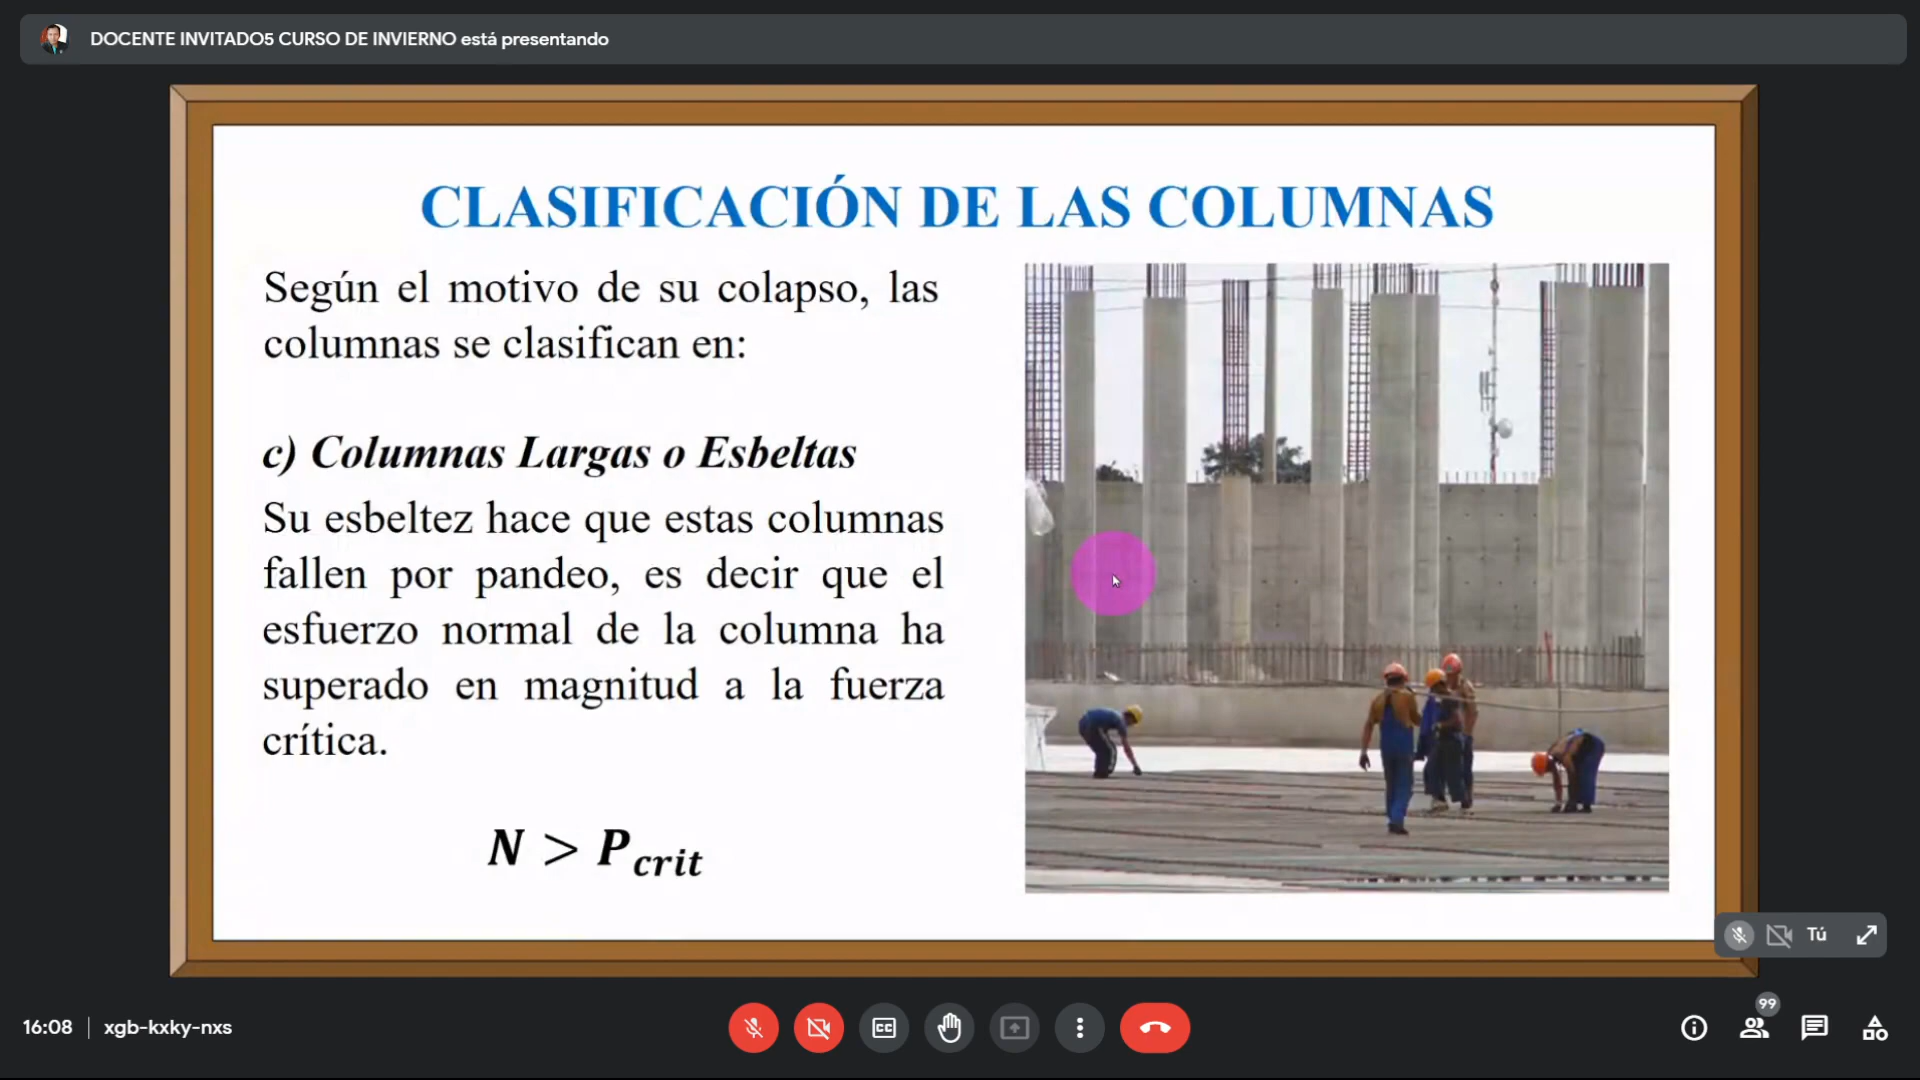 DOCENTE INVITADO5 CURSO DE INVIERNO está presentando
CLASIFICACIÓN DE LAS COLUMNAS
Según el motivo de su colapso, las
columnas se clasifican en:
c) Columnas Largas o Esbeltas
Su esbeltez hace que estas columnas
fallen por pandeo, es decir que el
esfuerzo normal de la columna ha
superado en magnitud a la fuerza
crítica.
N > Pcrit
Tú
16:08 | xgb-kxky-nxs
CC
99